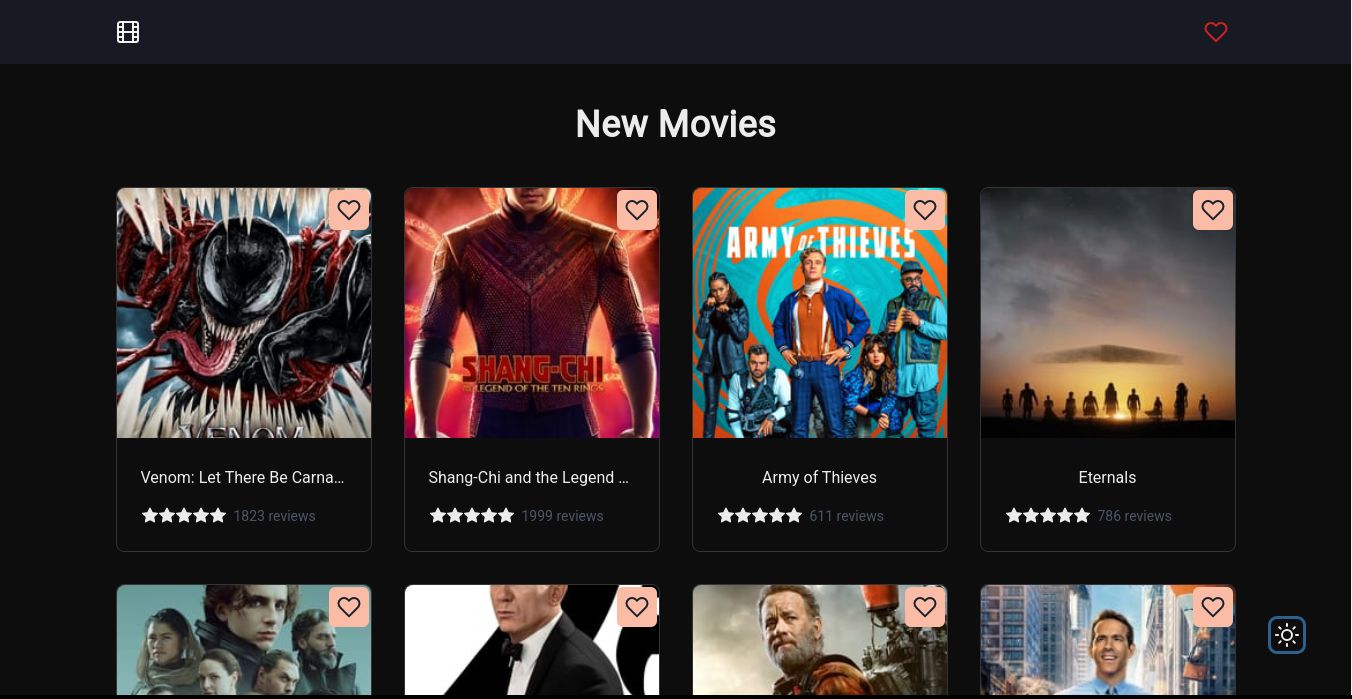 New Movies
VENOM
SHANG-CHI
LEGEND OF THE TEN RINGS
ARMY OF THIEVES
Venom: Let There Be Carna...
Shang-Chi and the Legend ...
Army of Thieves
Eternals
1823 reviews
1999 reviews
611 reviews
786 reviews